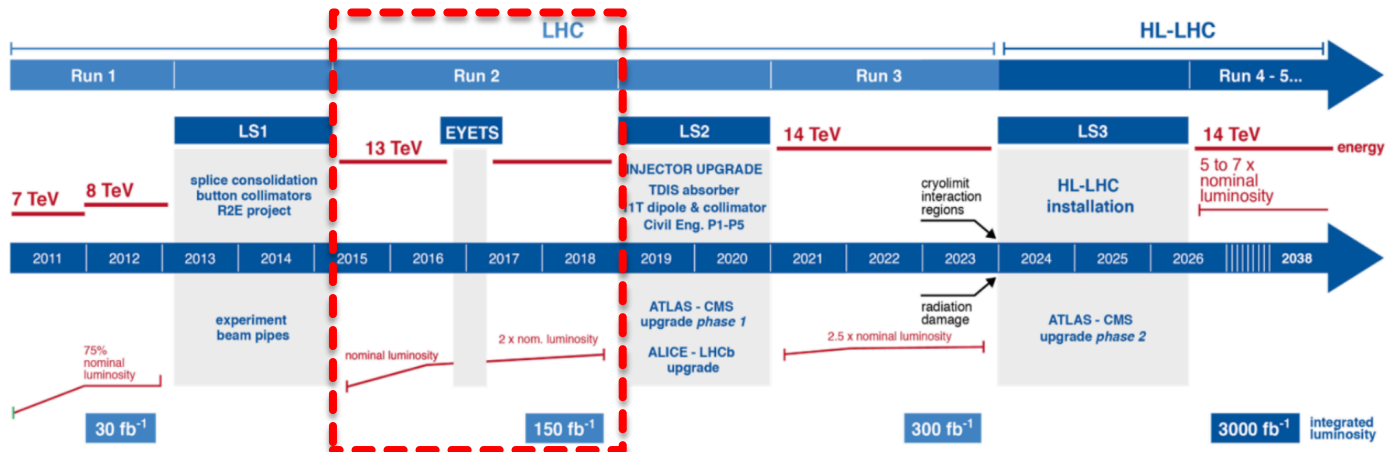 LHC
HL-LHC
Run 1
Run 2
Run 3
Run 4 - 5...
LS1
EYETS
LS2
LS3
7 TeV
8 TeV
13 TeV
14 TeV
14 TeV
energy
splice consolidation
button collimators
R2E project
INJECTOR UPGRADE
TDIS absorber
11T dipole & collimator
Civil Eng. P1-P5
cryolimit
interaction
regions
HL-LHC
installation
5 to 7 x
nominal
luminosity
2011
2012
2013
2014
2015
2016
2017
2018
2019
2020
2021
2022
2023
2024
2025
2026
2038
experiment
beam pipes
75%
nominal
luminosity
nominal luminosity
2 x nom. luminosity
ATLAS - CMS
upgrade phase 1
ALICE - LHCb
upgrade
radiation
damage
2.5 x nominal luminosity
ATLAS - CMS
upgrade phase 2
30 fb⁻¹
150 fb⁻¹
300 fb⁻¹
3000 fb⁻¹
integrated
luminosity